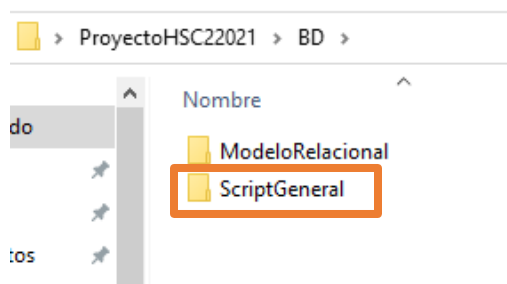 ProyectoHSC22021 > BD >
Nombre
do
ModeloRelacional
ScriptGeneral
tos